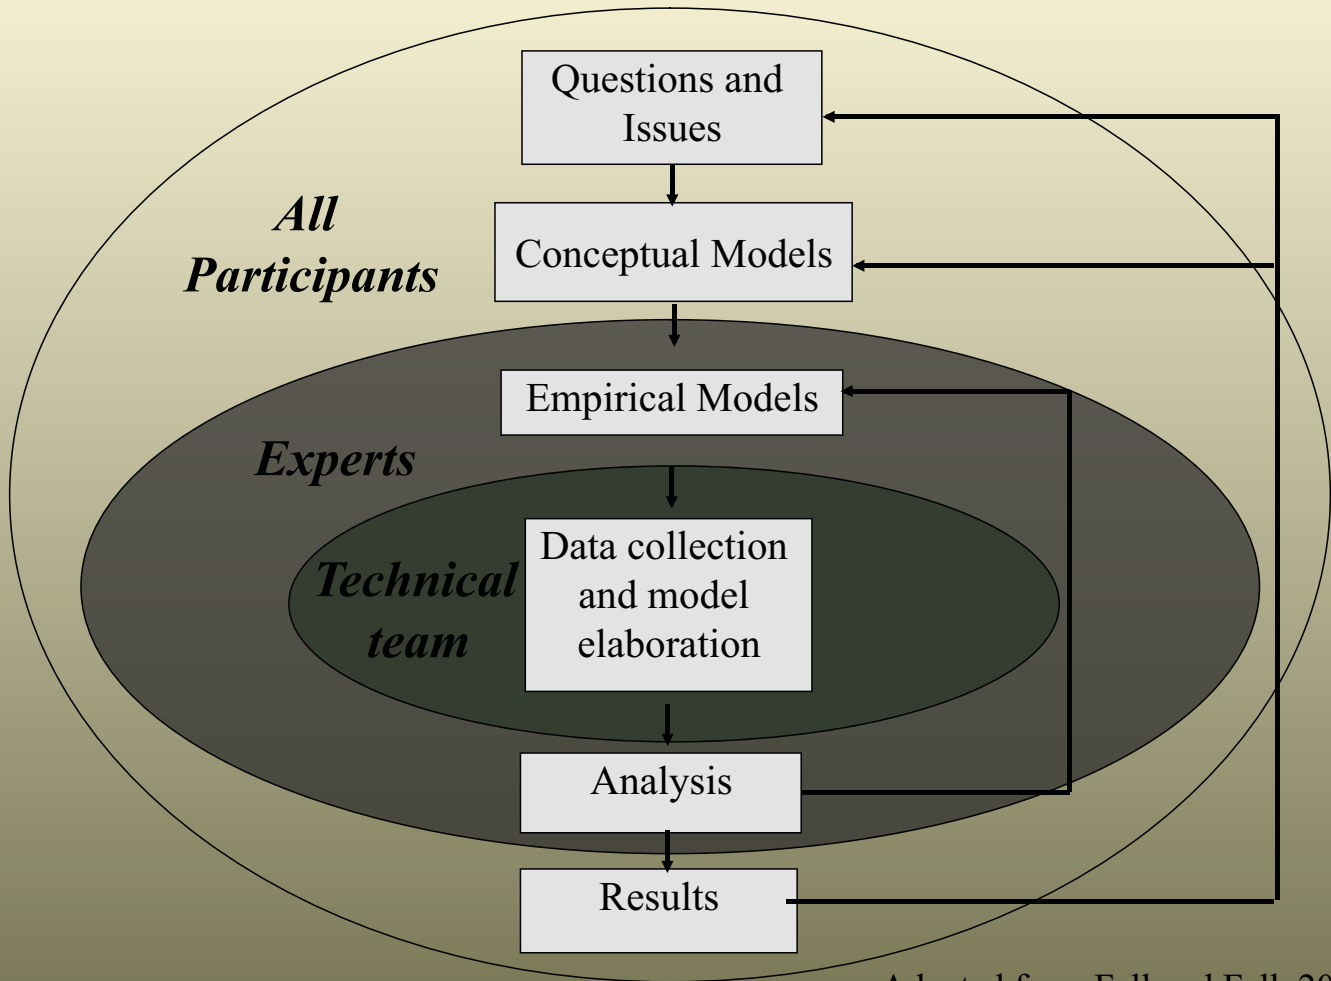 Questions and
Issues
All
Participants
Conceptual Models
Empirical Models
Experts
Data collection
and model
elaboration
Technical
team
Analysis
Results